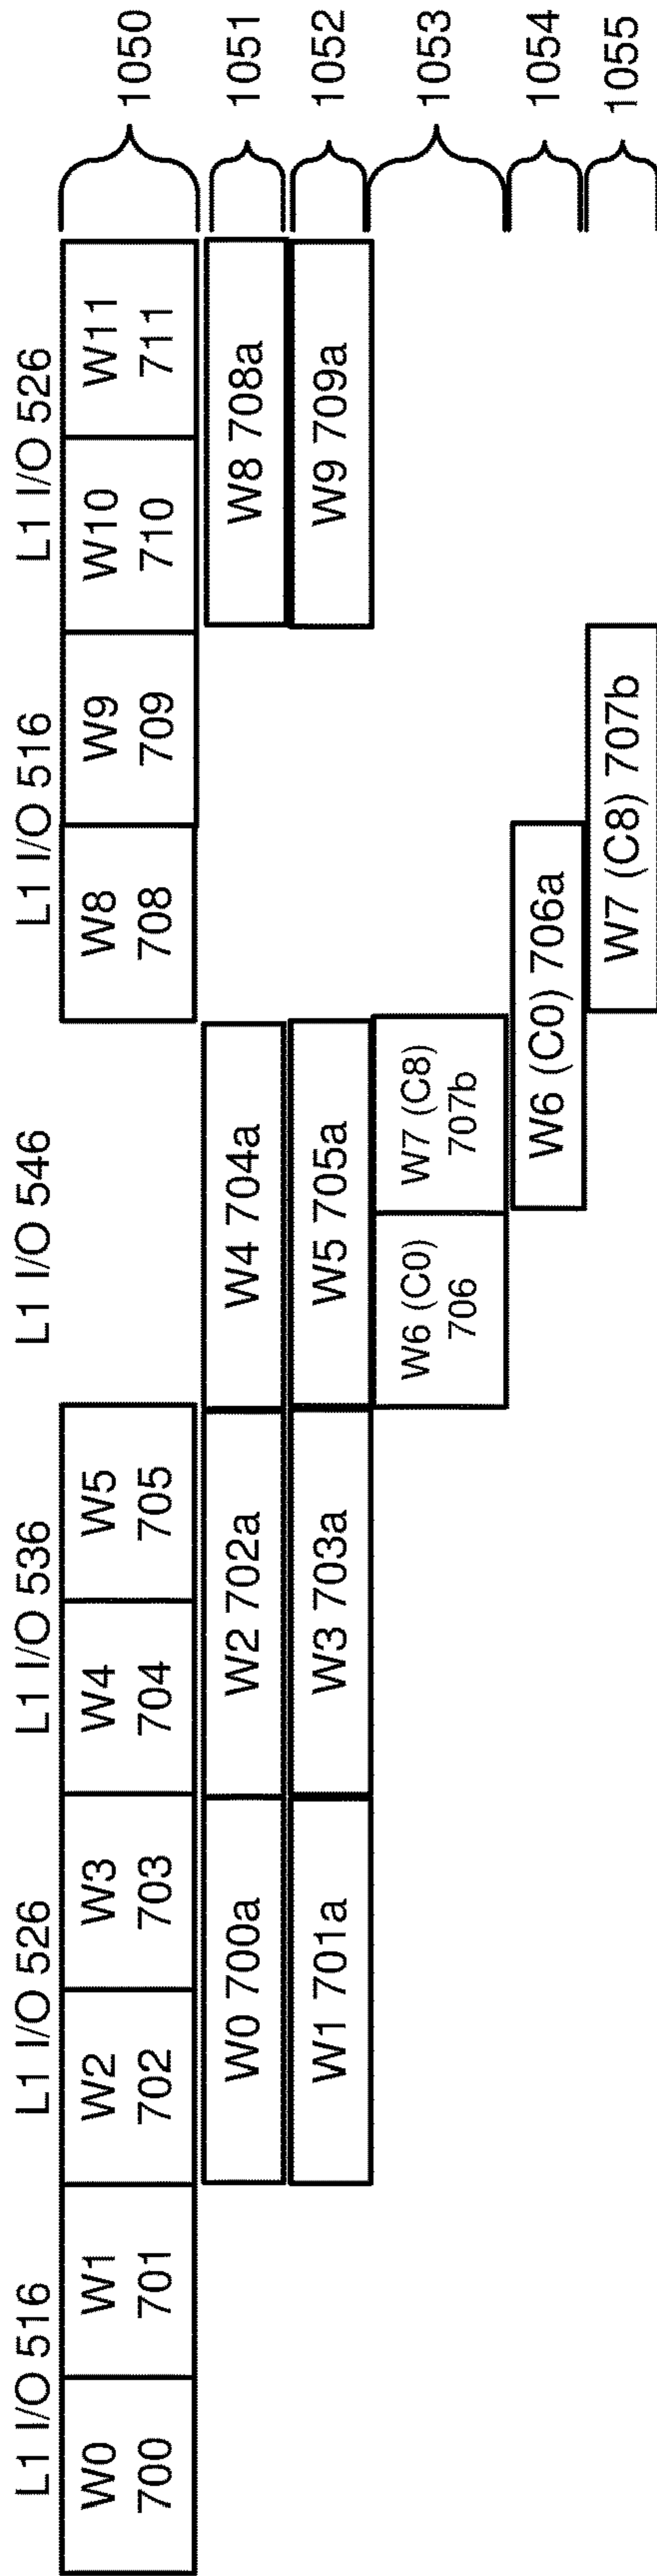 L1 I/O 516
L1 I/O 526
L1 I/O 536
L1 I/O 546
L1 I/O 516
L1 I/O 526
W0
700
W1
701
W2
702
W3
703
W4
704
W5
705
W8
708
W9
709
W10
710
W11
711
1050
W0 700a
W2 702a
W4 704a
W8 708a
1051
W1 701a
W3 703a
W5 705a
W9 709a
1052
W6 (C0)
706
W7 (C8)
707b
1053
W6 (C0) 706a
1054
W7 (C8) 707b
1055